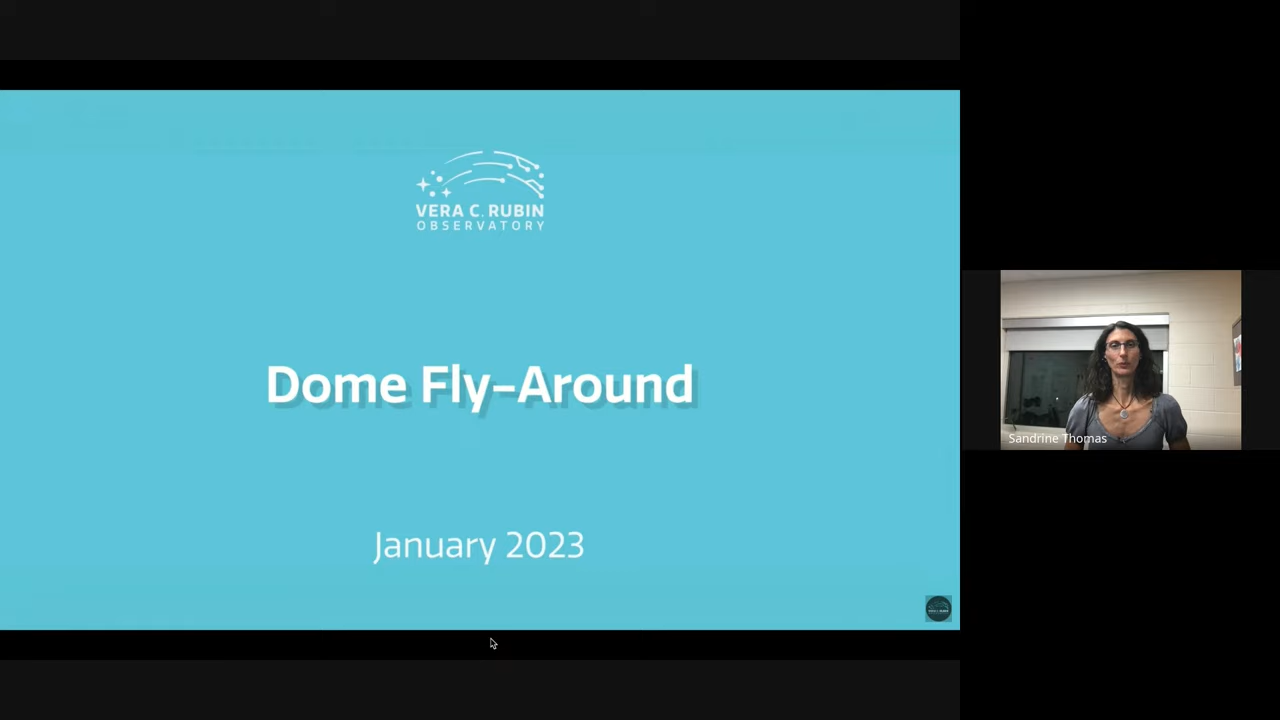 VERA C. RUBIN
OBSERVATORY
Dome Fly-Around
January 2023
Sandrine Thomas